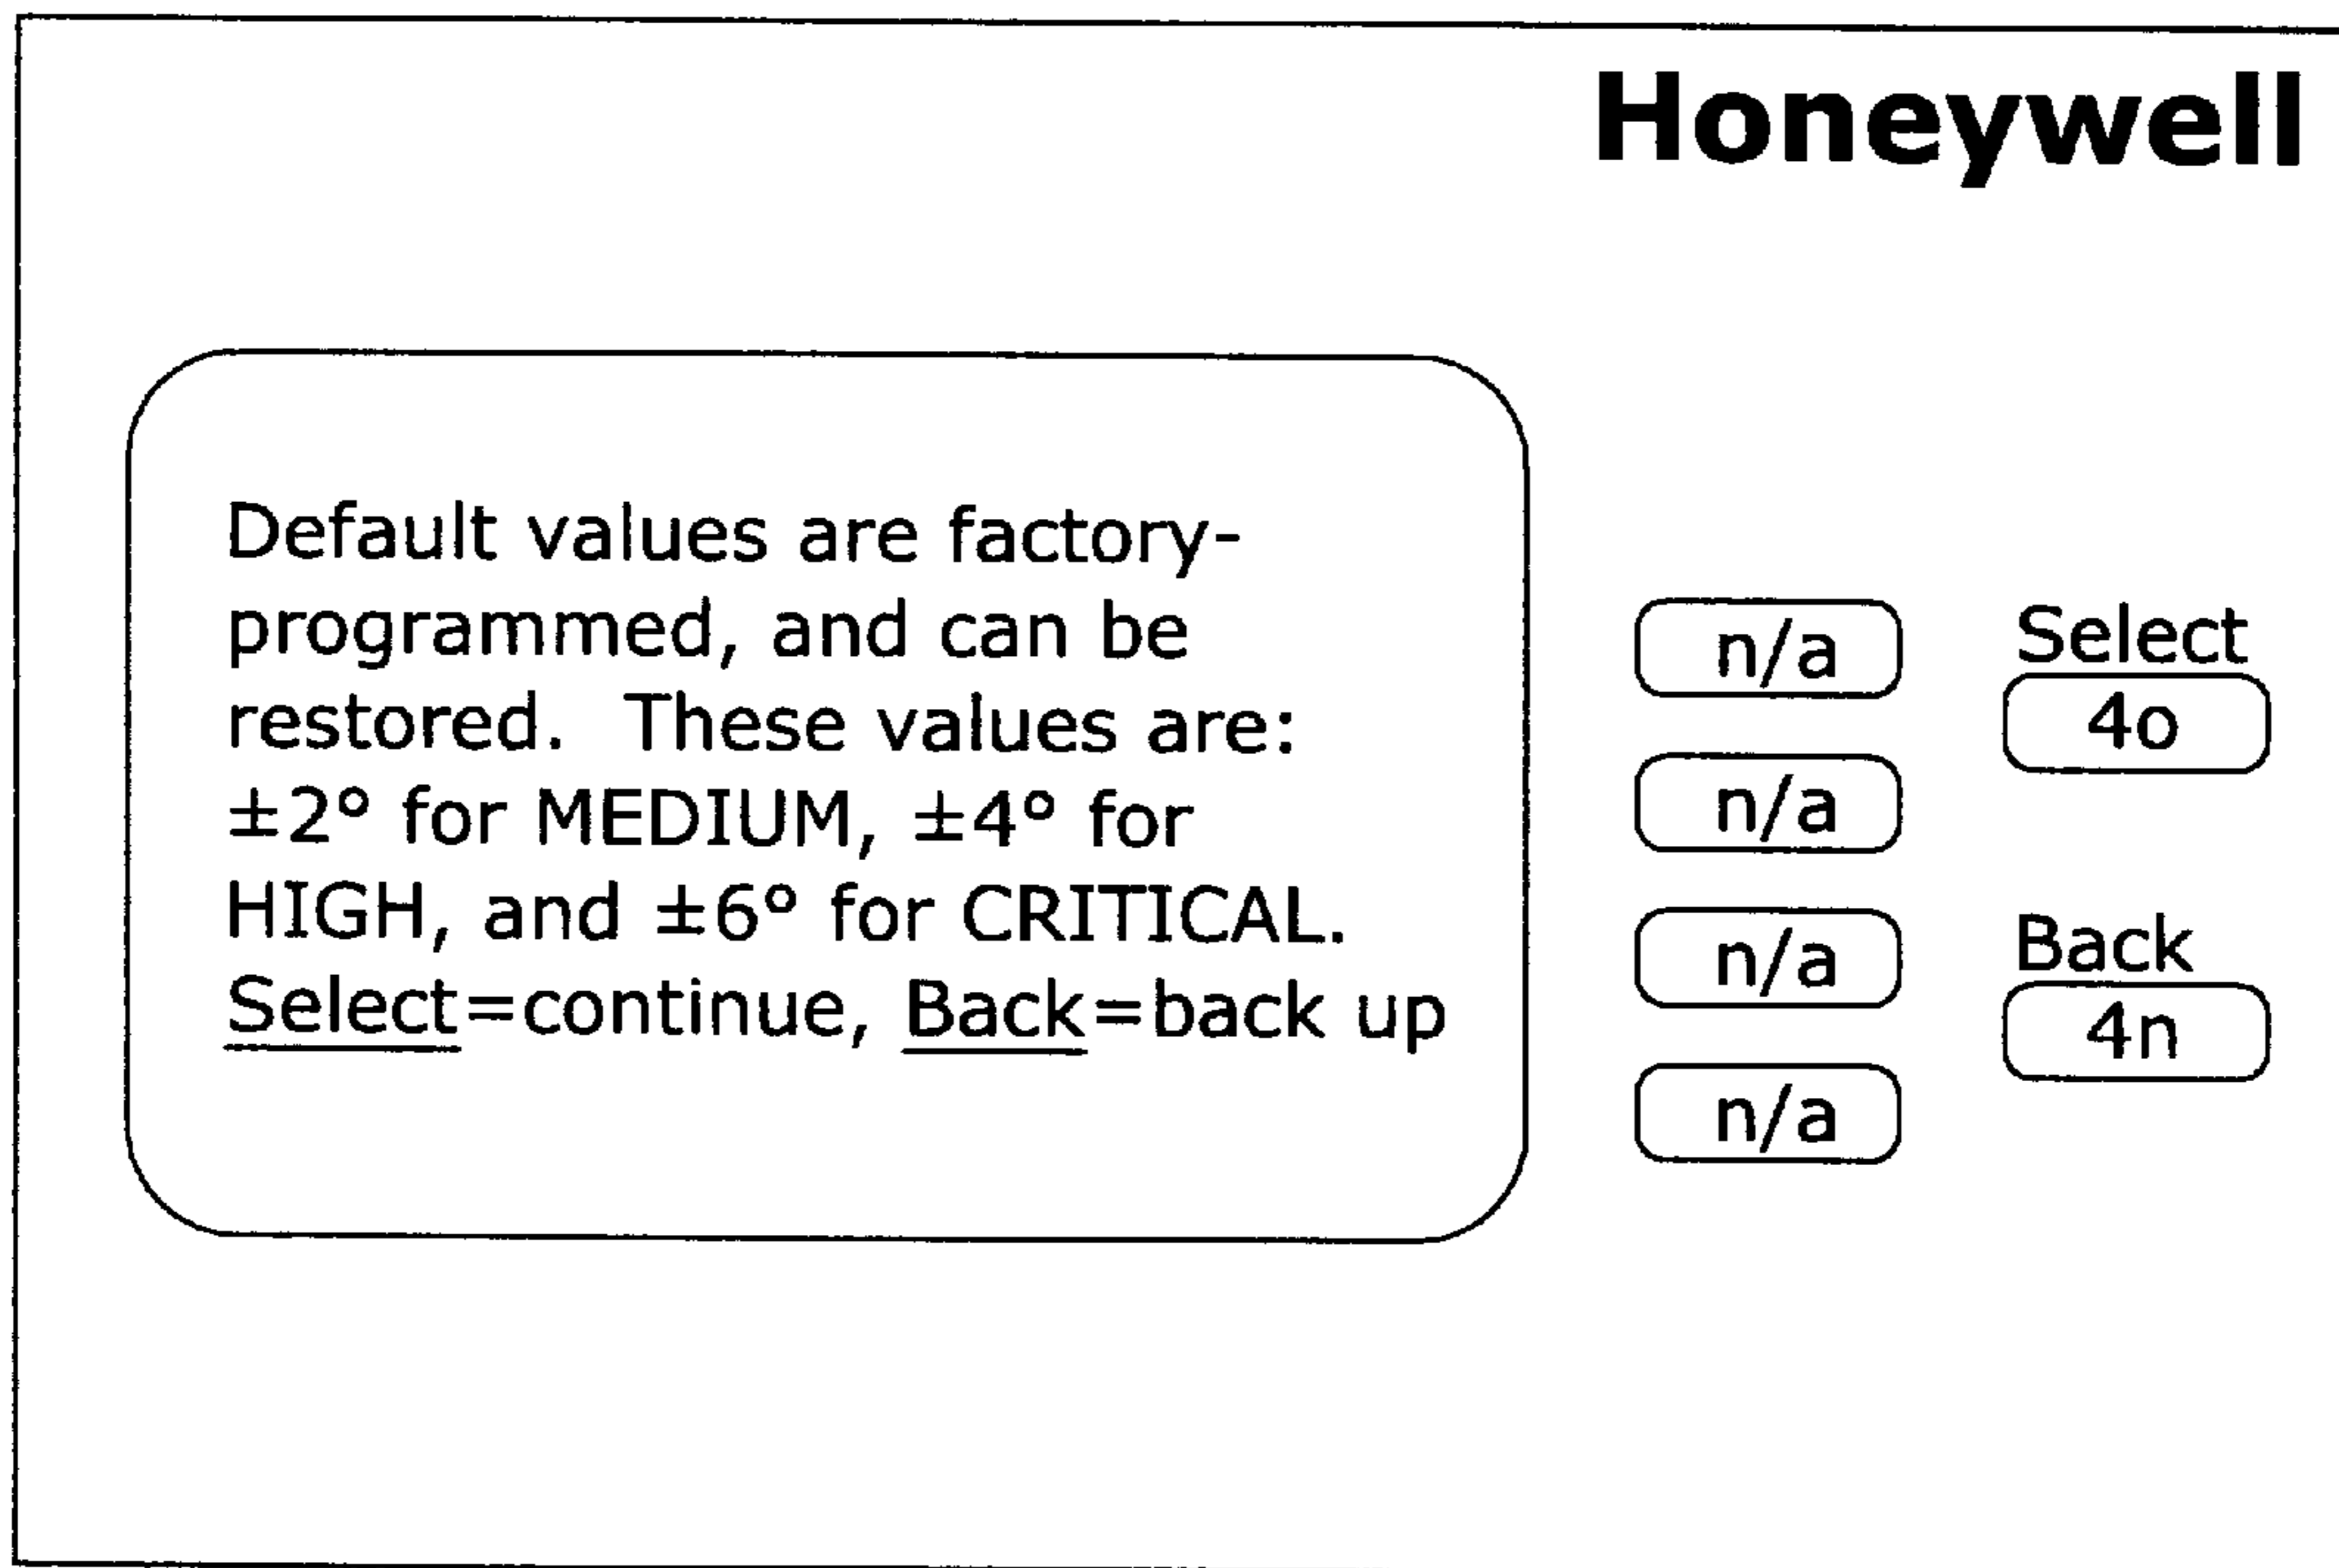 Honeywell
Default values are factory-
programmed, and can be
restored.  These values are:
±2° for MEDIUM, ±4° for
HIGH, and ±6° for CRITICAL.
Select=continue, Back=back up
n/a
Select
4o
n/a
n/a
Back
4n
n/a